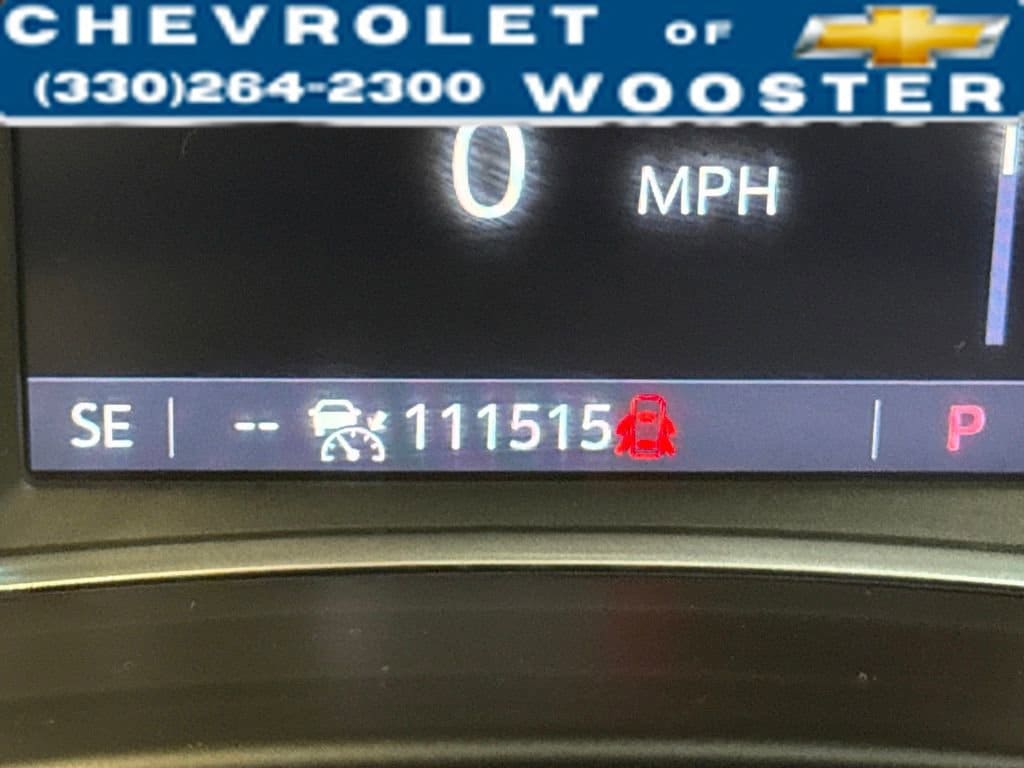 CHEVROLET OF
(330)264-2300 WOOSTER
0 MPH
SE | -- 111515 | P